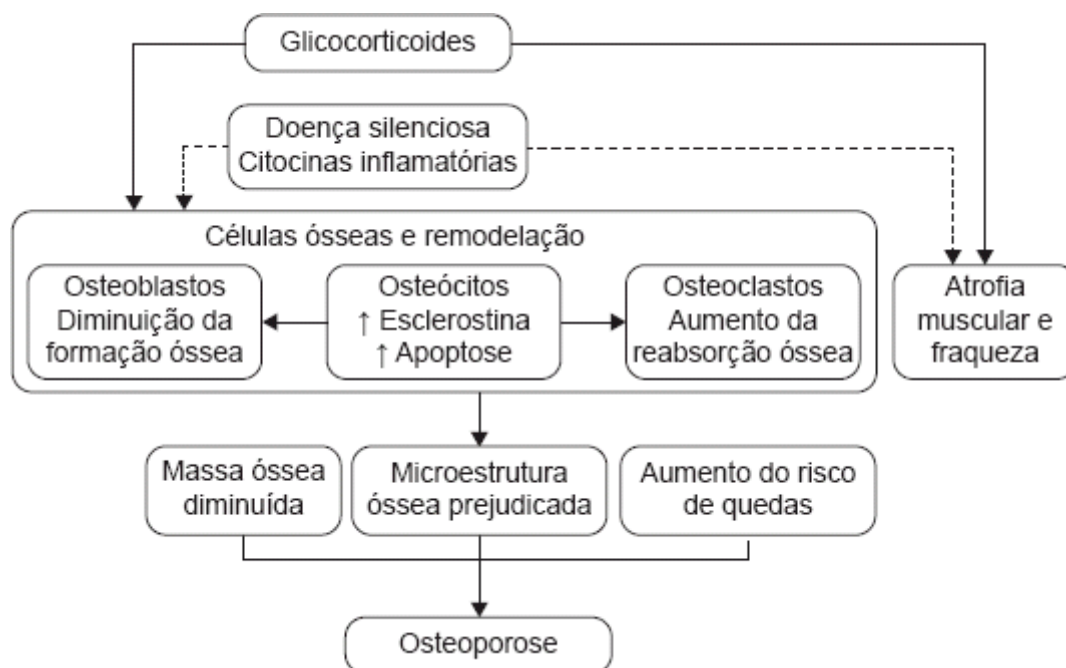 Glicocorticoides
Doença silenciosa
Citocinas inflamatórias
Células ósseas e remodelação
Osteoblastos
Diminuição da
formação óssea
Osteócitos
↑ Esclerostina
↑ Apoptose
Osteoclastos
Aumento da
reabsorção óssea
Atrofia
muscular e
fraqueza
Massa óssea
diminuída
Microestrutura
óssea prejudicada
Aumento do risco
de quedas
Osteoporose